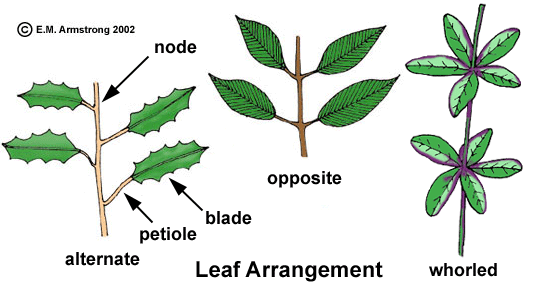 © E.M. Armstrong 2002
node
opposite
blade
petiole
alternate
Leaf Arrangement
whorled